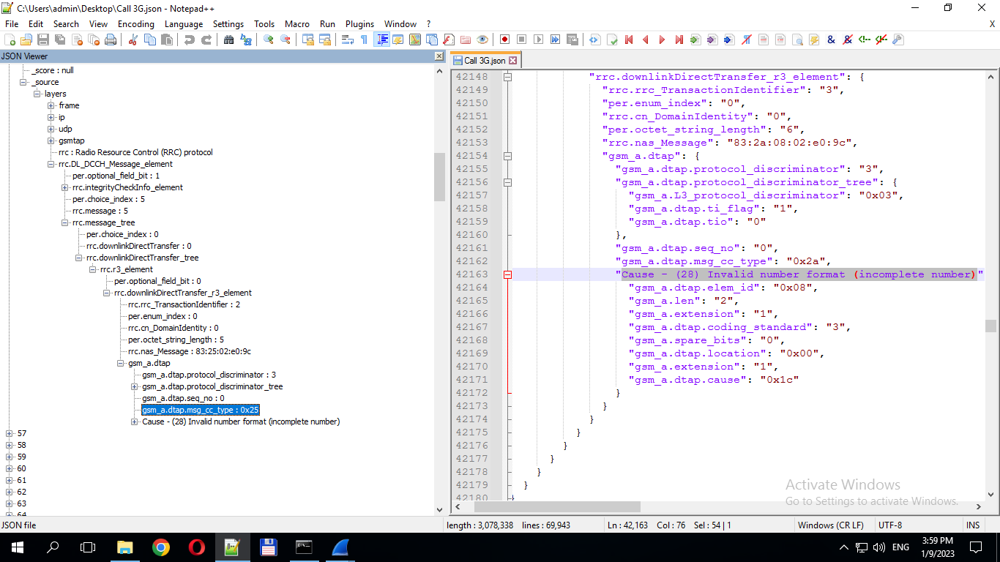 C:\Users\admin\Desktop\Call 3G.json - Notepad++
File Edit Search View Encoding Language Settings Tools Macro Run Plugins Window ? X
JSON Viewer
_score : null
_source
layers
frame
ip
udp
gsmtap
rrc : Radio Resource Control (RRC) protocol
rrc.DL_DCCH_Message_element
per.optional_field_bit : 1
rrc.integrityCheckInfo_element
per.choice_index : 5
rrc.message : 5
rrc.message_tree
per.choice_index : 0
rrc.downlinkDirectTransfer : 0
rrc.downlinkDirectTransfer_tree
rrc.r3_element
per.optional_field_bit : 0
rrc.downlinkDirectTransfer_r3_element
rrc.rrc_TransactionIdentifier : 2
per.enum_index : 0
rrc.cn_DomainIdentity : 0
per.octet_string_length : 5
rrc.nas_Message : 83:25:02:e0:9c
gsm_a.dtap
gsm_a.dtap.protocol_discriminator : 3
gsm_a.dtap.protocol_discriminator_tree
gsm_a.dtap.seq_no : 0
gsm_a.dtap.msg_cc_type : 0x25
Cause - (28) Invalid number format (incomplete number)
57
58
59
60
61
62
63
64
JSON file
Call 3G.json
42148 "rrc.downlinkDirectTransfer_r3_element": {
42149 "rrc.rrc_TransactionIdentifier": "3",
42150 "per.enum_index": "0",
42151 "rrc.cn_DomainIdentity": "0",
42152 "per.octet_string_length": "6",
42153 "rrc.nas_Message": "83:2a:08:02:e0:9c",
42154 "gsm_a.dtap": {
42155 "gsm_a.dtap.protocol_discriminator": "3",
42156 "gsm_a.dtap.protocol_discriminator_tree": {
42157 "gsm_a.L3_protocol_discriminator": "0x03",
42158 "gsm_a.dtap.ti_flag": "1",
42159 "gsm_a.dtap.tio": "0"
42160 },
42161 "gsm_a.dtap.seq_no": "0",
42162 "gsm_a.dtap.msg_cc_type": "0x2a",
42163 "Cause - (28) Invalid number format (incomplete number)"
42164 "gsm_a.dtap.elem_id": "0x08",
42165 "gsm_a.len": "2",
42166 "gsm_a.extension": "1",
42167 "gsm_a.dtap.coding_standard": "3",
42168 "gsm_a.spare_bits": "0",
42169 "gsm_a.dtap.location": "0x00",
42170 "gsm_a.extension": "1",
42171 "gsm_a.dtap.cause": "0x1c"
42172 }
42173 }
42174 }
42175 }
42176 }
42177 }
42178 }
42179 }
42180 }
Activate Windows
Go to Settings to activate Windows.
length : 3,078,338 lines : 69,943 Ln : 42,163 Col : 76 Sel : 54 | 1 Windows (CR LF) UTF-8 INS
ENG
3:59 PM
1/9/2023